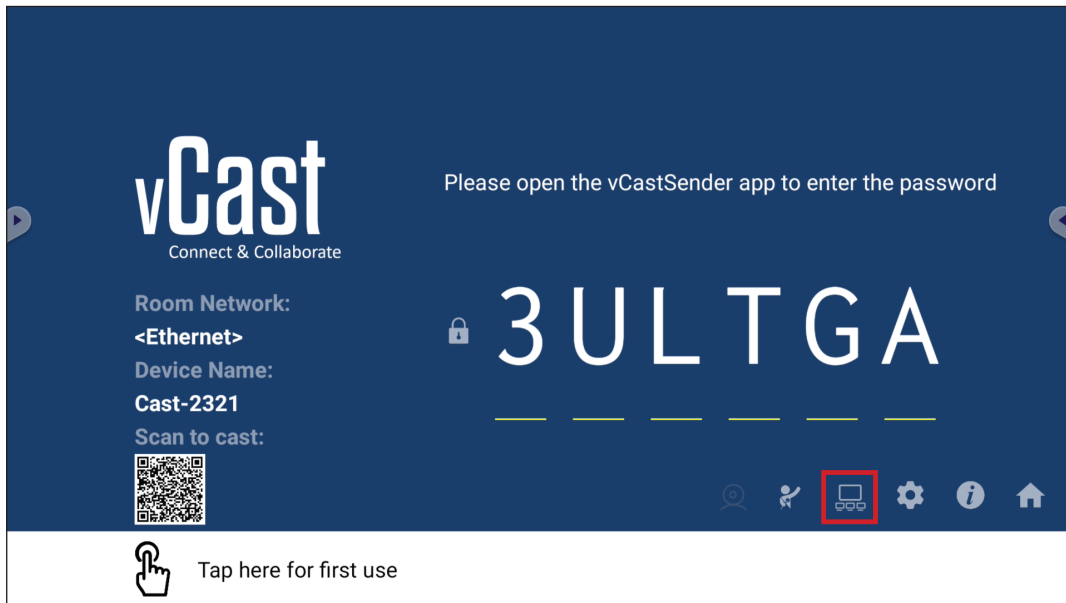 vCast
Connect & Collaborate
Please open the vCastSender app to enter the password
Room Network:
<Ethernet>
Device Name:
Cast-2321
Scan to cast:
3ULTGA
Tap here for first use